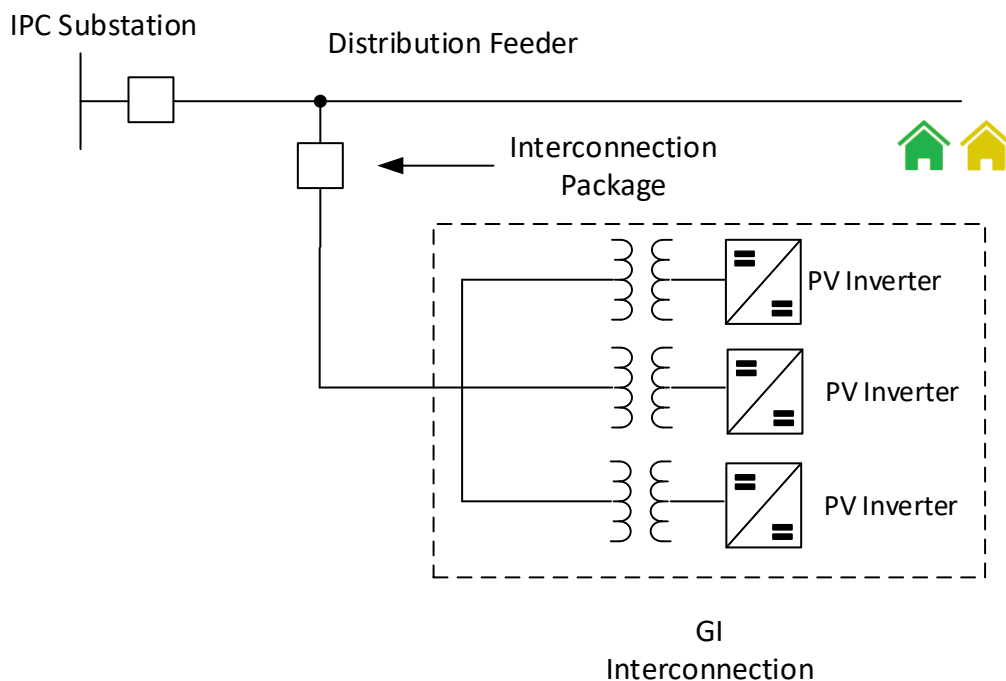 IPC Substation
Distribution Feeder
Interconnection
Package
PV Inverter
PV Inverter
PV Inverter
GI
Interconnection